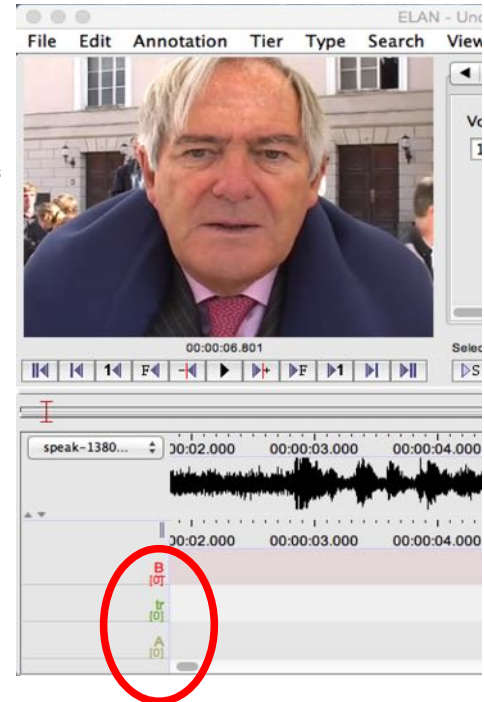 ELAN - Und
File Edit Annotation Tier Type Search View
Vo
1
s
00:00:06.801
Selec
1 F + F 1 S
speak-1380...
00:02.000 00:00:03.000 00:00:04.000
00:02.000 00:00:03.000 00:00:04.000
B
[0]
tr
[0]
A
[0]